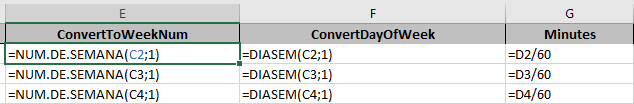 E F G
ConvertToWeekNum ConvertDayOfWeek Minutes
=NUM.DE.SEMANA(C2;1) =DIASEM(C2;1) =D2/60
=NUM.DE.SEMANA(C3;1) =DIASEM(C3;1) =D3/60
=NUM.DE.SEMANA(C4;1) =DIASEM(C4;1) =D4/60